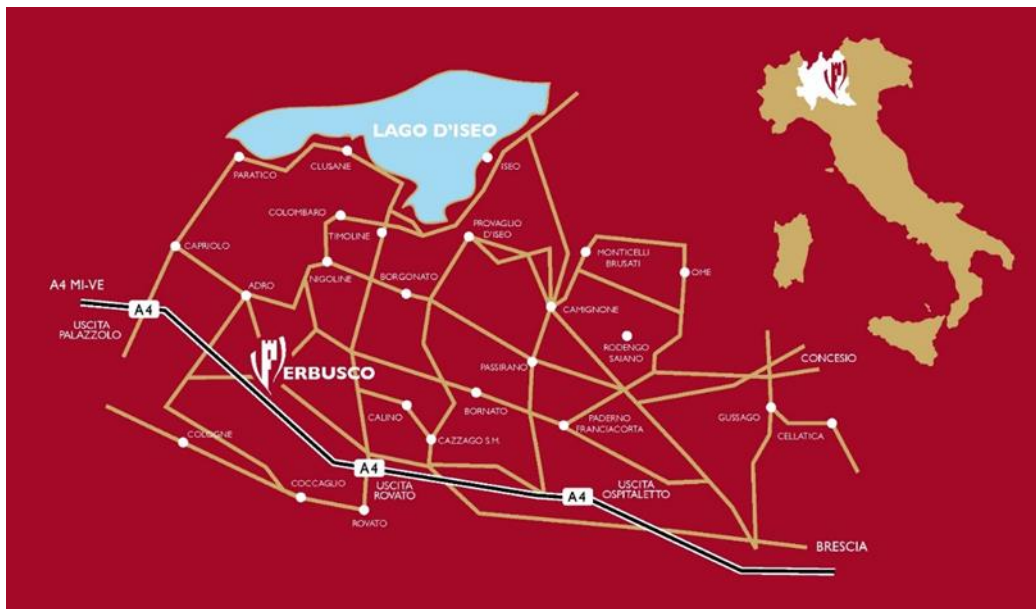 LAGO D'ISEO
ISEO
CLUSANE
PARATICO
COLOMBARO
TIMOLINE
PROVAGLIO
D'ISEO
CAPRIOLO
MONTICELLI
BRUSATI
OME
NIGOLINE
BORGONATO
ADRO
A4 MI-VE
A4
USCITA
PALAZZOLO
CAMIGNONE
RODENGO
SAIANO
CONCESIO
ERBUSCO
PASSIRANO
CALINO
BORNATO
PADERNO
FRANCIACORTA
GUSSAGO
CELLATICA
COLOGNE
CAZZAGO S.M.
A4
USCITA
ROVATO
COCCAGLIO
ROVATO
A4
USCITA
OSPITALETTO
BRESCIA